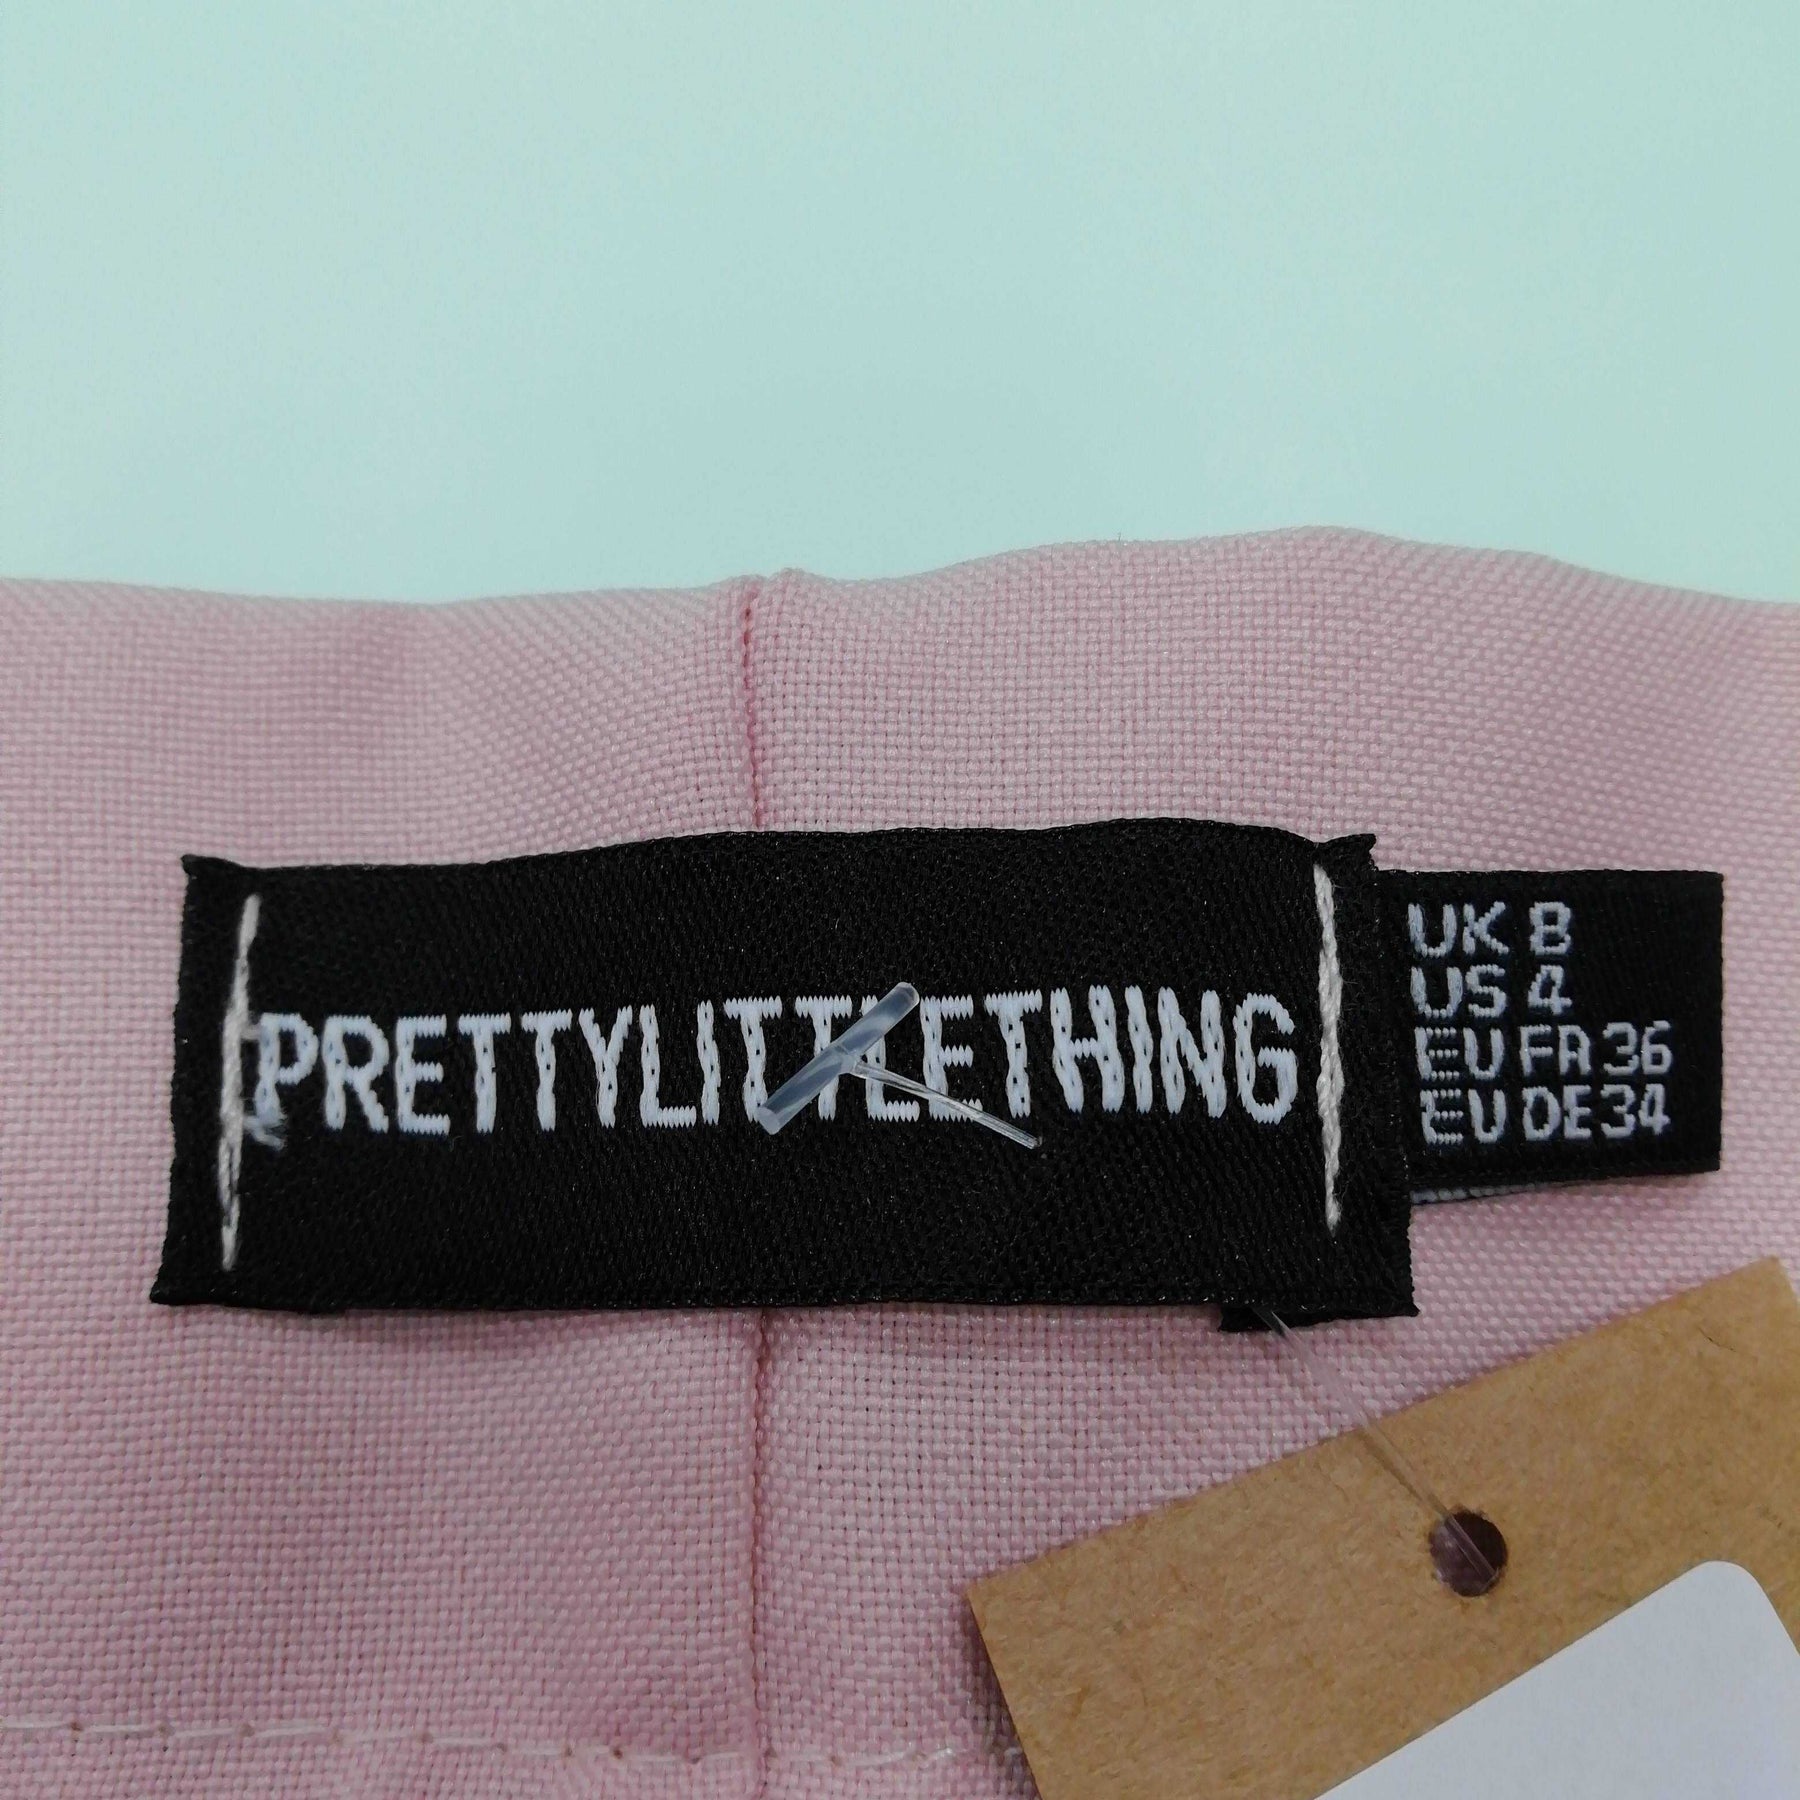 PRETTYLITTLETHING
UK 8
US 4
EU FR 36
EU DE 34